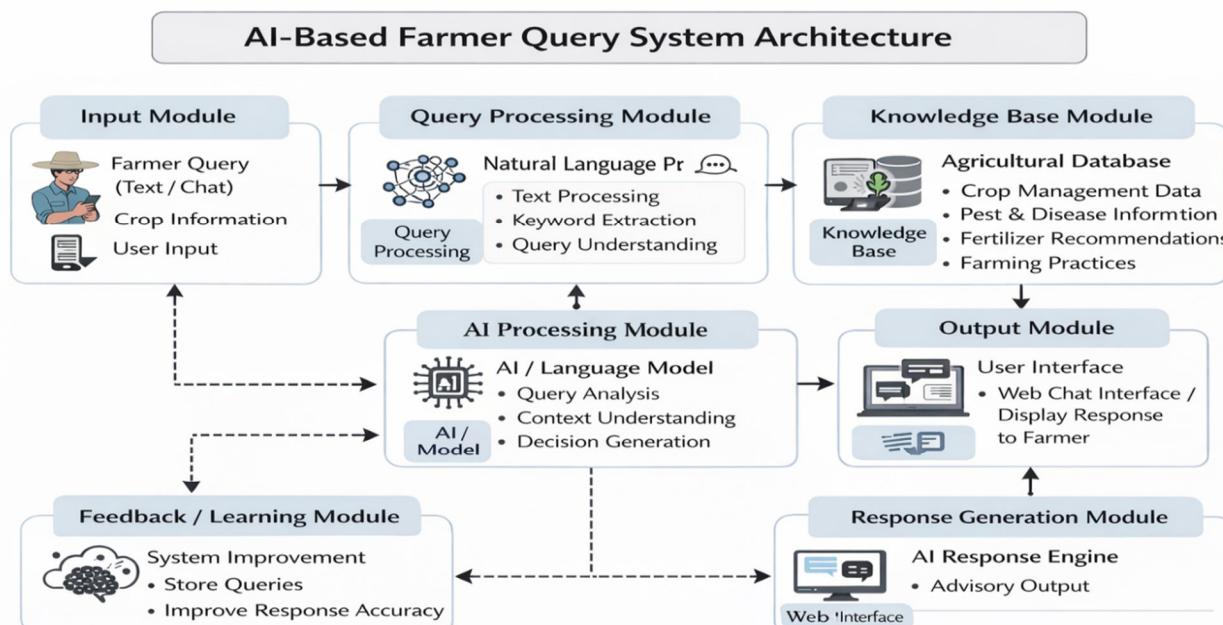 AI-Based Farmer Query System Architecture
Input Module
Farmer Query
(Text / Chat)
Crop Information
User Input
Query Processing Module
Natural Language Pr
• Text Processing
• Keyword Extraction
• Query Understanding
Query
Processing
Knowledge Base Module
Agricultural Database
• Crop Management Data
• Pest & Disease Informtion
• Fertilizer Recommendations
• Farming Practices
Knowledge
Base
AI Processing Module
AI / Language Model
• Query Analysis
• Context Understanding
• Decision Generation
AI
AI /
Model
Output Module
User Interface
• Web Chat Interface /
Display Response
to Farmer
Feedback / Learning Module
System Improvement
• Store Queries
• Improve Response Accuracy
Response Generation Module
AI Response Engine
• Advisory Output
Web 'Interface